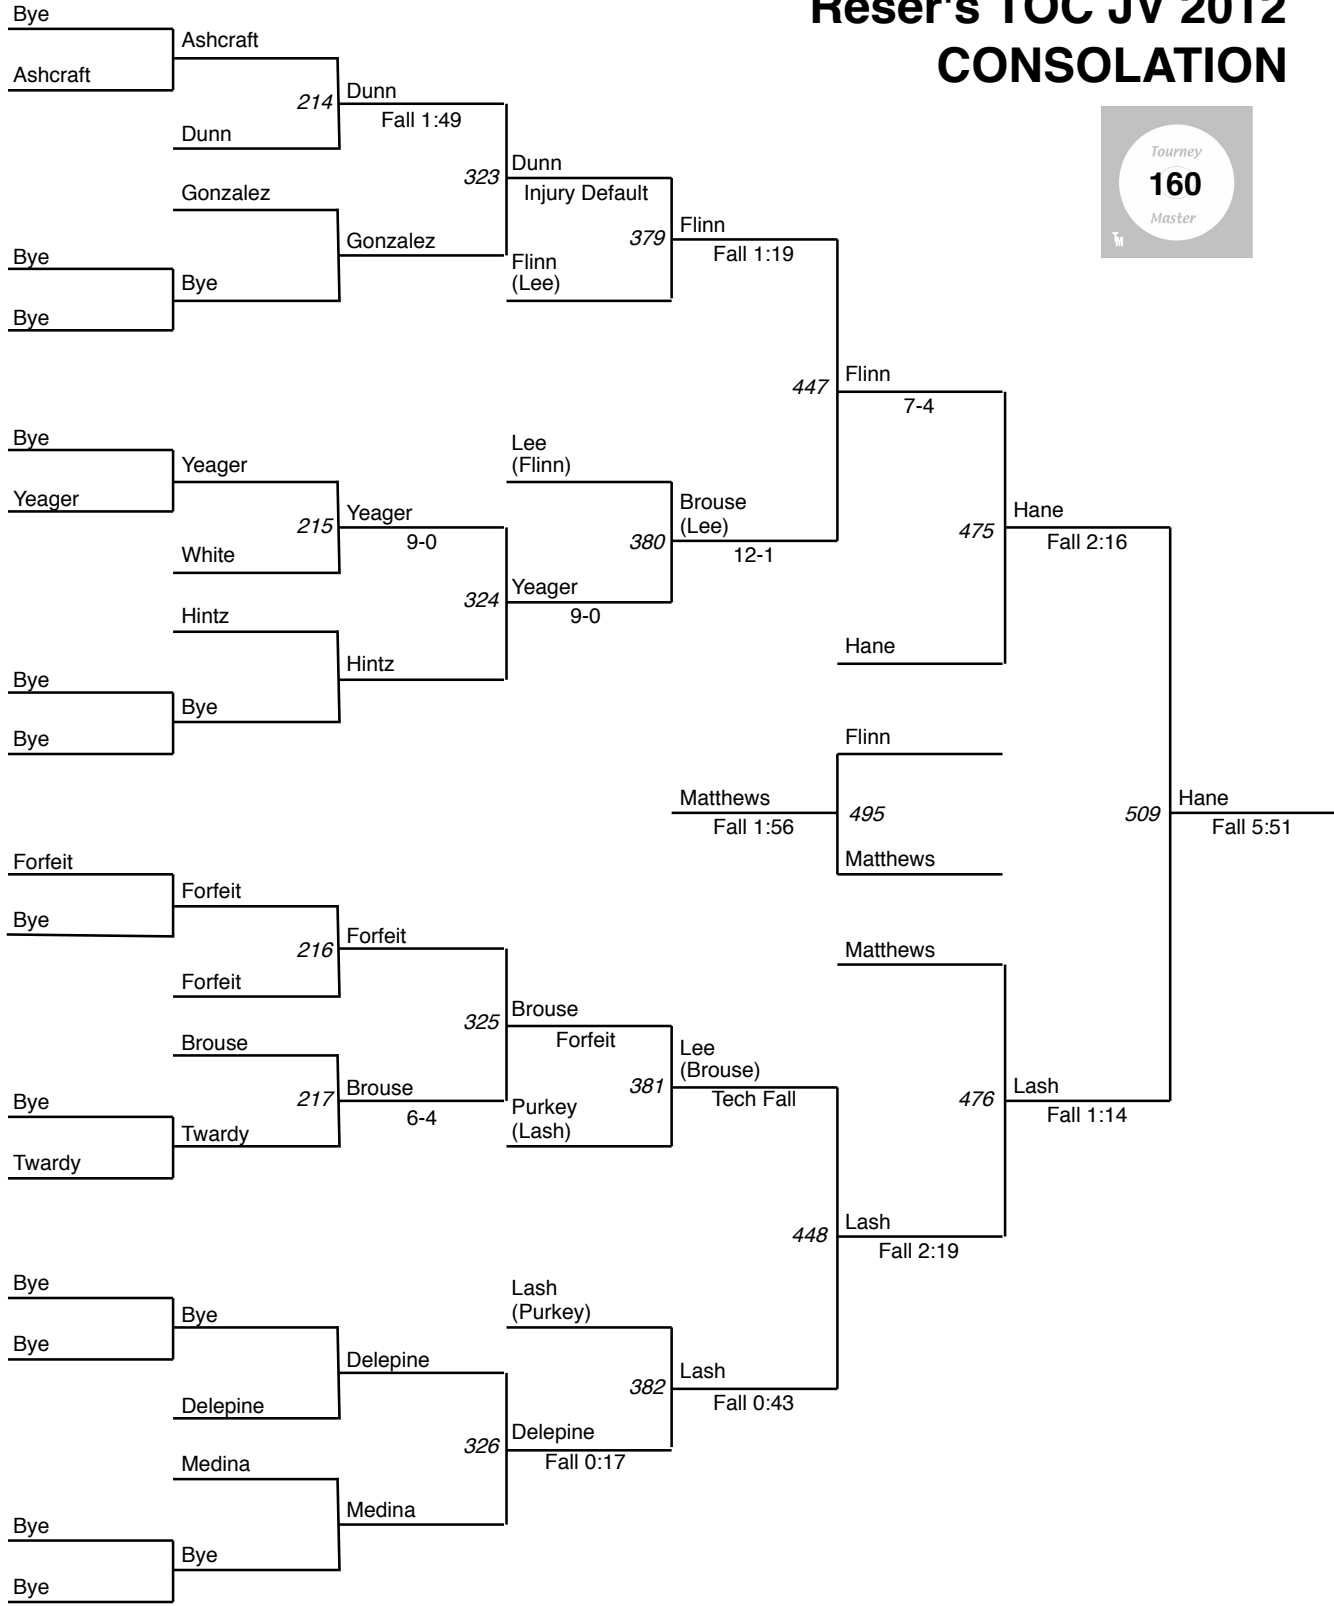 Reser's TOC JV 2012
CONSOLATION
Tourney
160
Master
TM
Bye
Ashcraft
Ashcraft
214
Dunn
Fall 1:49
Dunn
323
Dunn
Injury Default
Gonzalez
Gonzalez
379
Flinn
Fall 1:19
Flinn
(Lee)
Bye
Bye
Bye
447
Flinn
7-4
Bye
Yeager
Yeager
215
Yeager
9-0
White
Lee
(Flinn)
380
Brouse
(Lee)
12-1
324
Yeager
9-0
475
Hane
Fall 2:16
Hintz
Hintz
Hane
Bye
Bye
Bye
Flinn
Matthews
Fall 1:56
495
Matthews
509
Hane
Fall 5:51
Forfeit
Forfeit
Bye
216
Forfeit
Forfeit
Matthews
325
Brouse
Forfeit
Brouse
217
Brouse
6-4
381
Lee
(Brouse)
Tech Fall
Purkey
(Lash)
Bye
Twardy
Twardy
476
Lash
Fall 1:14
448
Lash
Fall 2:19
Bye
Bye
Bye
Lash
(Purkey)
Delepine
Delepine
382
Lash
Fall 0:43
326
Delepine
Fall 0:17
Medina
Medina
Bye
Bye
Bye